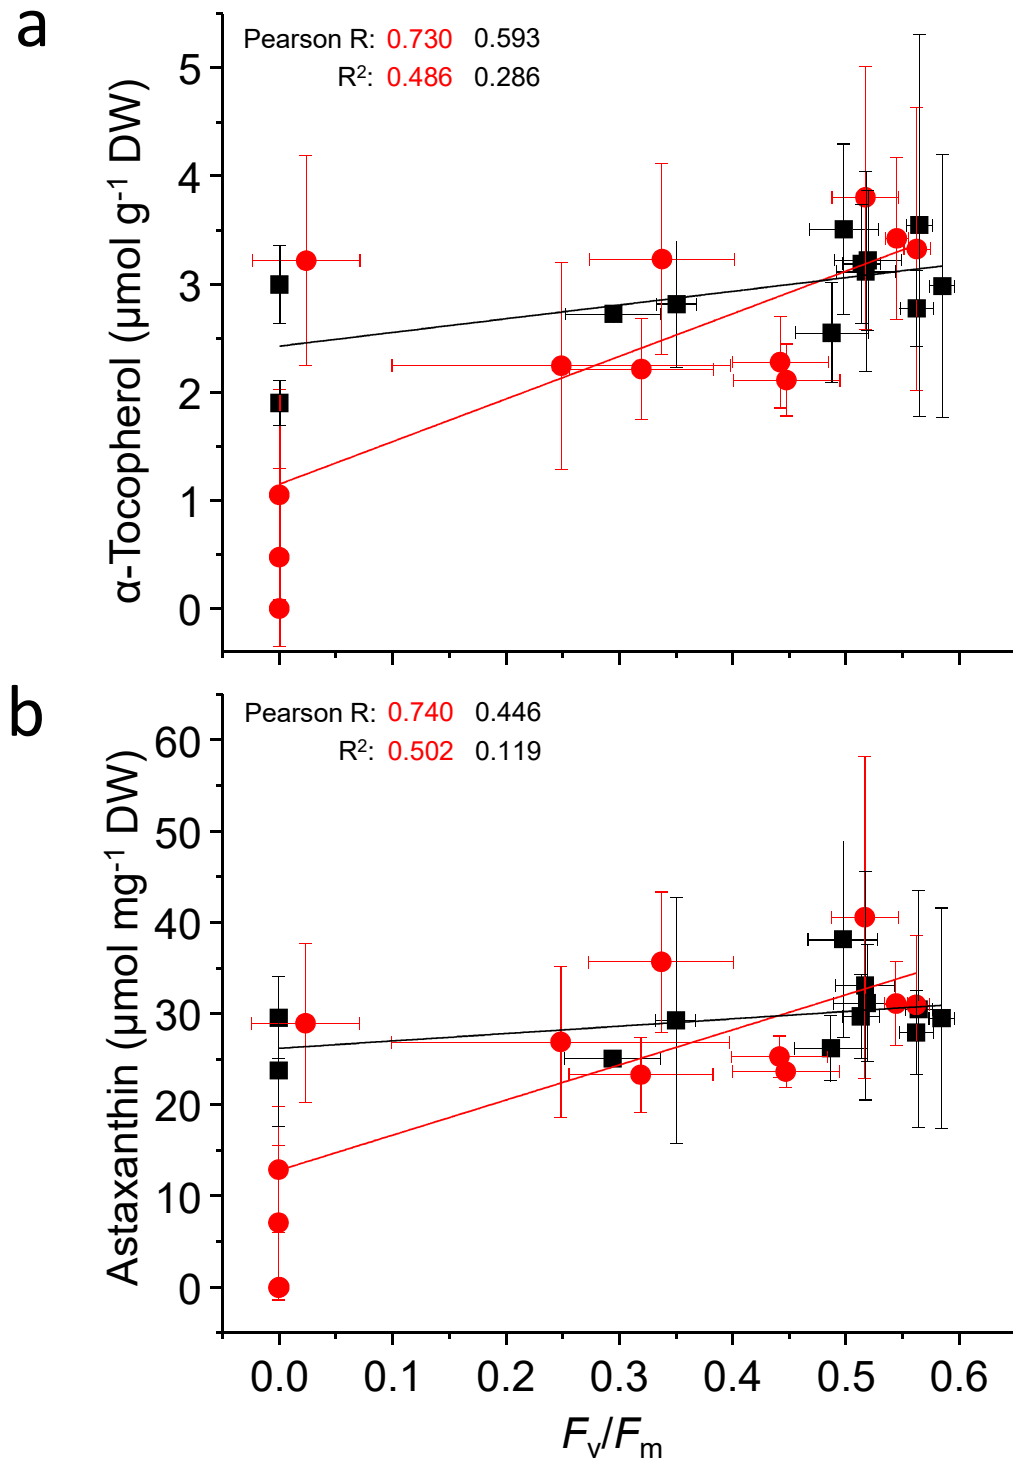 a
Pearson R: 0.730 0.593
R²: 0.486 0.286
α-Tocopherol (µmol g⁻¹ DW)
5
4
3
2
1
0
b
Pearson R: 0.740 0.446
R²: 0.502 0.119
Astaxanthin (µmol mg⁻¹ DW)
60
50
40
30
20
10
0
0.0 0.1 0.2 0.3 0.4 0.5 0.6
Fv/Fm